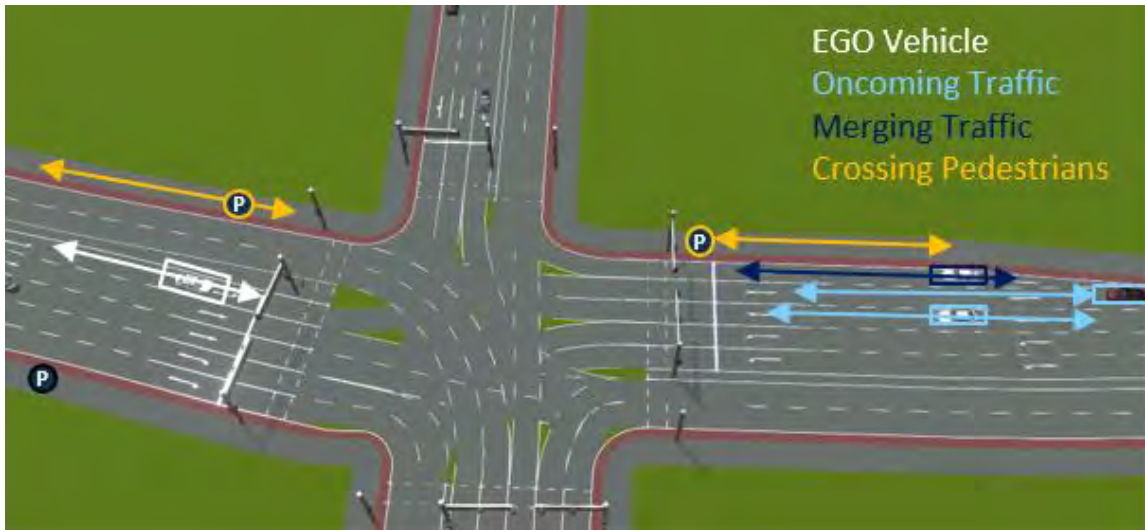 EGO Vehicle
Oncoming Traffic
Merging Traffic
Crossing Pedestrians
P
P
P